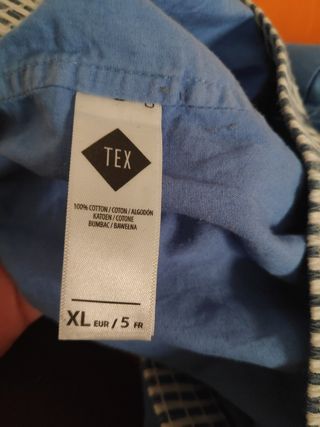 TEX
100% COTTON / COTON / ALGODÓN
KATOEN / COTONE
BUMBAC / BAWEŁNA
XL EUR / 5 FR